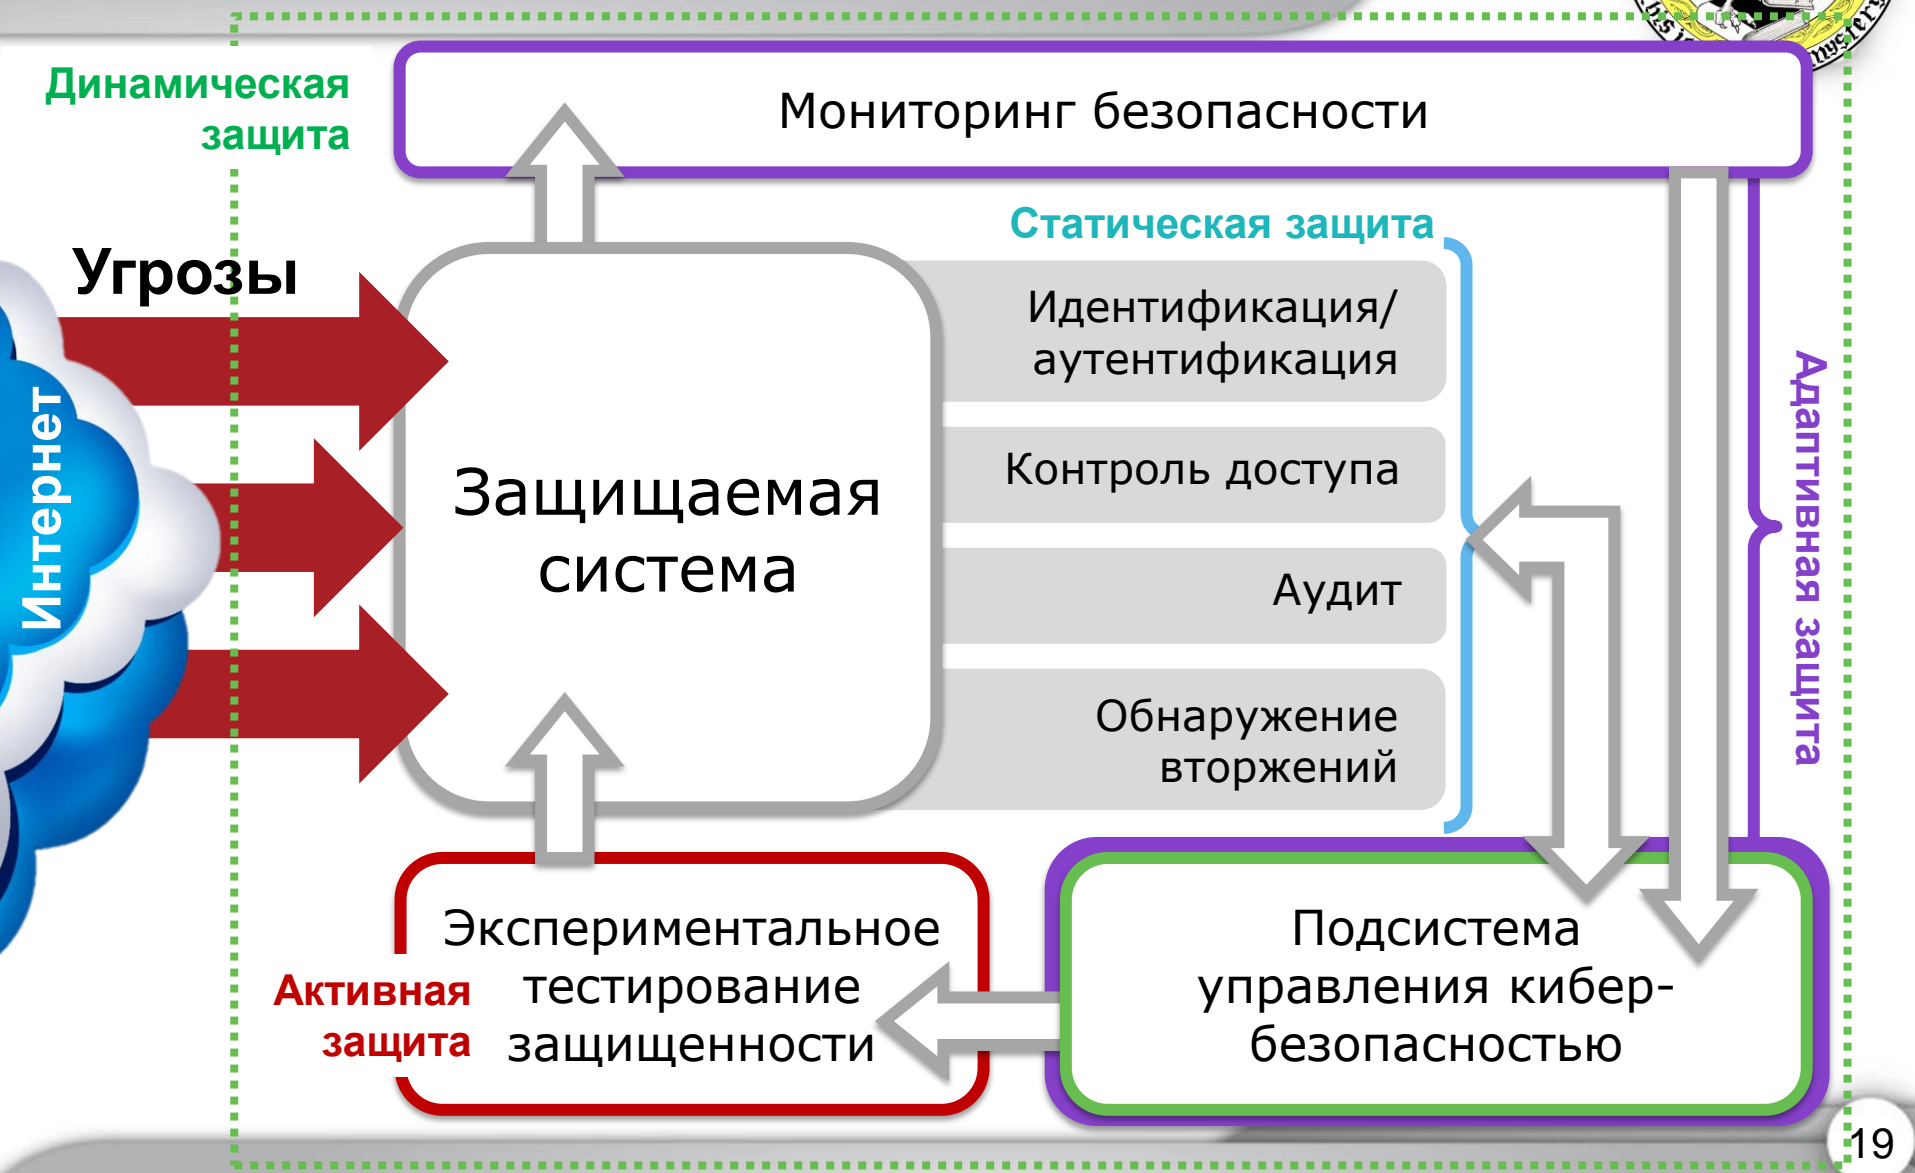 Динамическая
защита
Мониторинг безопасности
Статическая защита
Угрозы
Интернет
Защищаемая
система
Идентификация/
аутентификация
Контроль доступа
Аудит
Обнаружение
вторжений
Адаптивная защита
Экспериментальное
тестирование
защищенности
Активная
защита
Подсистема
управления кибер-
безопасностью
19